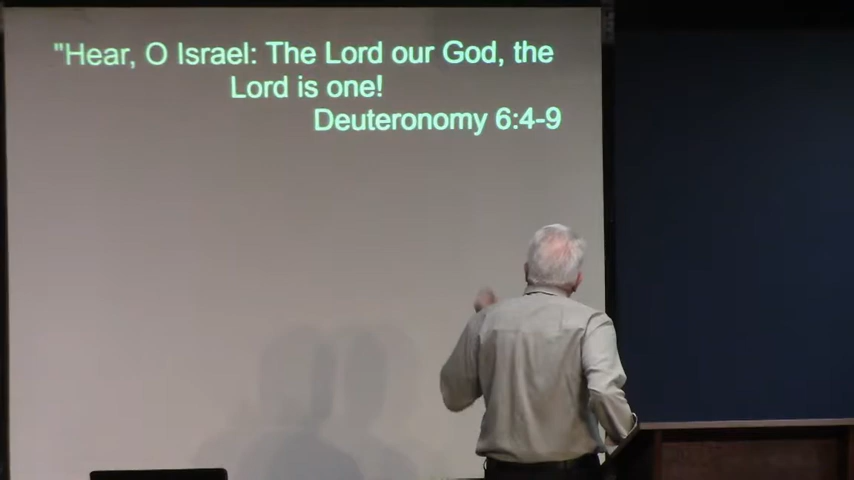 "Hear, O Israel: The Lord our God, the
Lord is one!
Deuteronomy 6:4-9